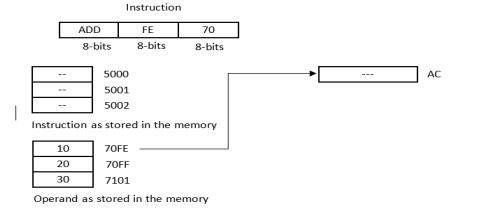 Instruction
ADD FE 70
8-bits 8-bits 8-bits
-- 5000
-- 5001
-- 5002
--- AC
Instruction as stored in the memory
10 70FE
20 70FF
30 7101
Operand as stored in the memory